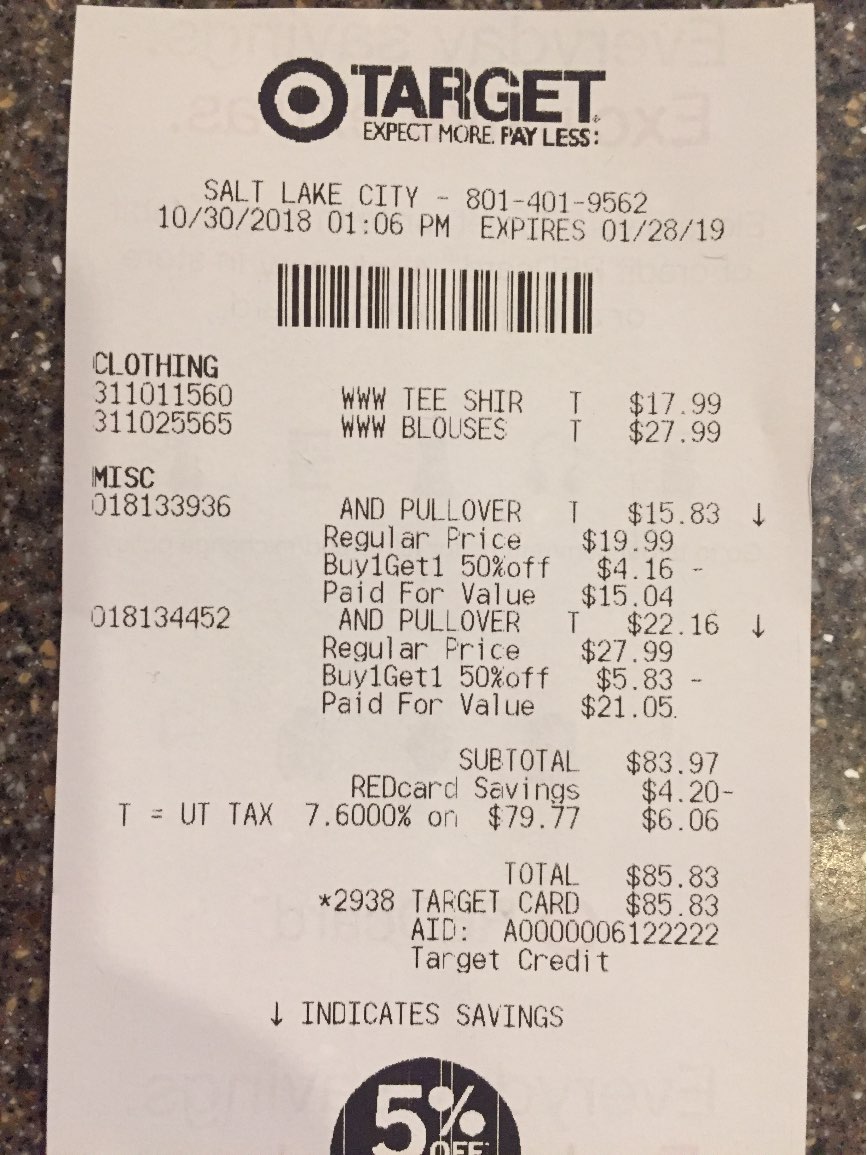 TARGET
EXPECT MORE. PAY LESS.
SALT LAKE CITY - 801-401-9562
10/30/2018 01:06 PM EXPIRES 01/28/19
CLOTHING
311011560 WWW TEE SHIR T $17.99
311025565 WWW BLOUSES T $27.99
MISC
018133936 AND PULLOVER T $15.83 ↓
Regular Price $19.99
Buy1Get1 50%off $4.16 -
Paid For Value $15.04
018134452 AND PULLOVER T $22.16 ↓
Regular Price $27.99
Buy1Get1 50%off $5.83 -
Paid For Value $21.05
SUBTOTAL $83.97
REDcard Savings $4.20-
T = UT TAX 7.6000% on $79.77 $6.06
TOTAL $85.83
*2938 TARGET CARD $85.83
AID: A0000006122222
Target Credit
↓ INDICATES SAVINGS
5%
OFF